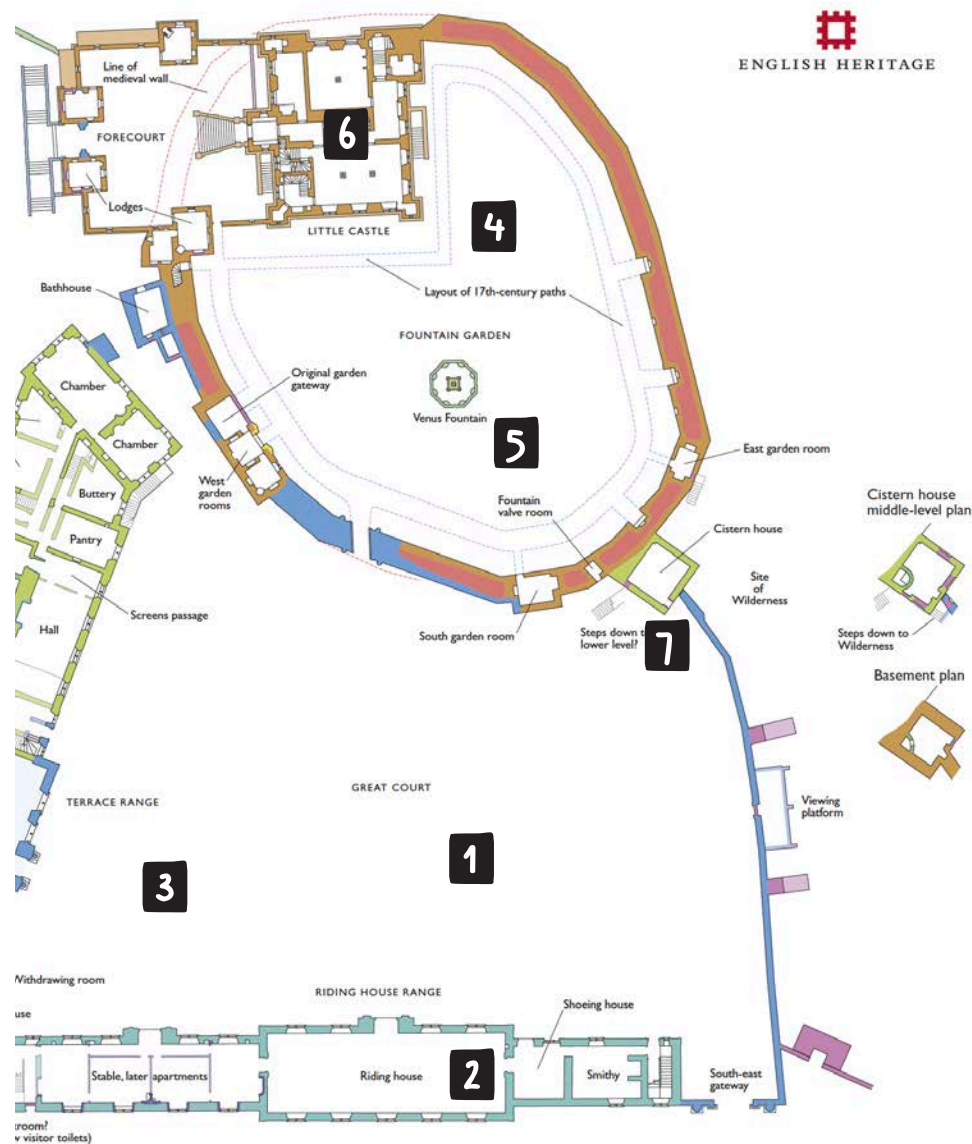 ENGLISH HERITAGE
Line of
medieval wall
FORECOURT
6
Lodges
LITTLE CASTLE
4
Bathhouse
Layout of 17th-century paths
FOUNTAIN GARDEN
Original garden
gateway
Chamber
Venus Fountain
Chamber
5
East garden room
West
garden
rooms
Buttery
Fountain
valve room
Cistern house
middle-level plan
Pantry
Cistern house
Site
of
Wilderness
Screens passage
Hall
South garden room
Steps down t
lower level?
7
Steps down to
Wilderness
Basement plan
GREAT COURT
TERRACE RANGE
Viewing
platform
1
3
Withdrawing room
use
RIDING HOUSE RANGE
Shoeing house
Stable, later apartments
Riding house
2
Smithy
South-east
gateway
room?
w visitor toilets)